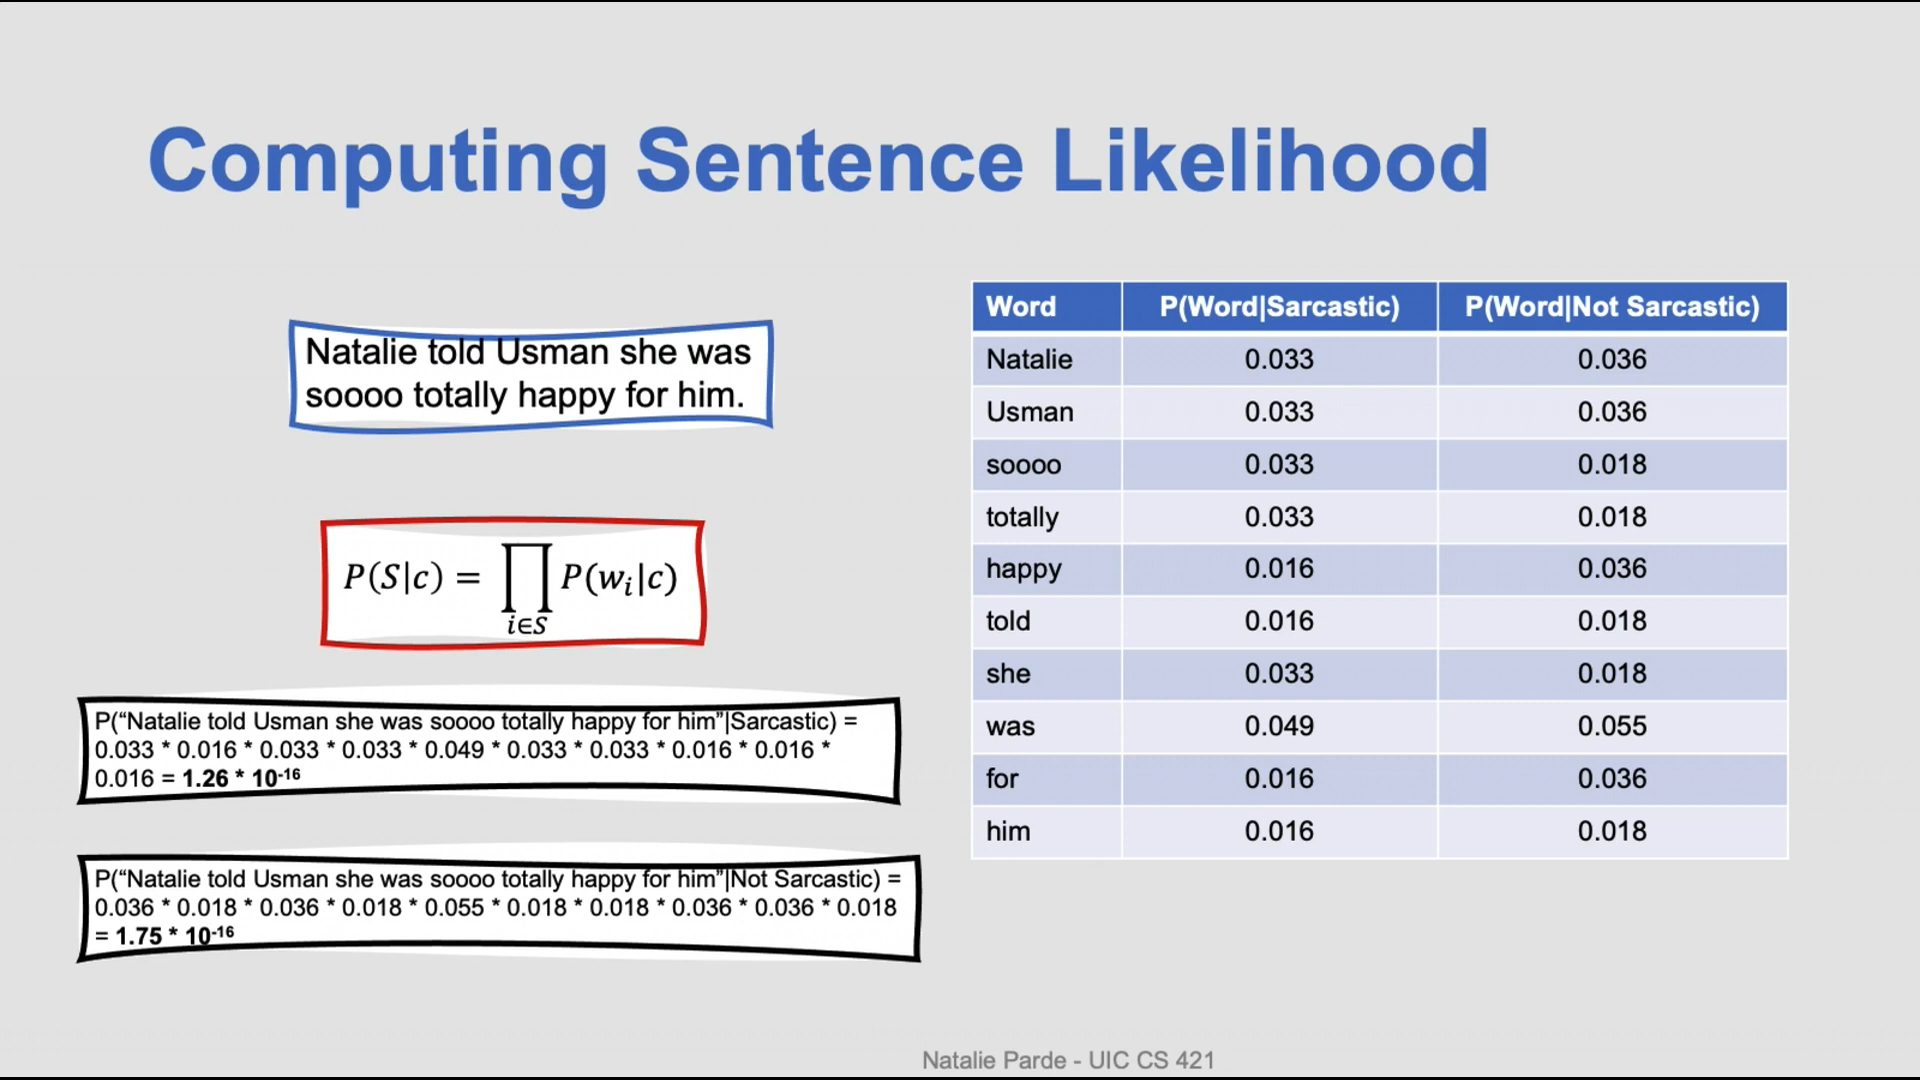 Computing Sentence Likelihood
Natalie told Usman she was
soooo totally happy for him.
P(S|c) = ∏ P(wᵢ|c)
i∈S
P(“Natalie told Usman she was soooo totally happy for him”|Sarcastic) =
0.033 * 0.016 * 0.033 * 0.033 * 0.049 * 0.033 * 0.033 * 0.016 * 0.016 *
0.016 = 1.26 * 10⁻¹⁶
P(“Natalie told Usman she was soooo totally happy for him”|Not Sarcastic) =
0.036 * 0.018 * 0.036 * 0.018 * 0.055 * 0.018 * 0.018 * 0.036 * 0.036 * 0.018
= 1.75 * 10⁻¹⁶
Word P(Word|Sarcastic) P(Word|Not Sarcastic)
Natalie 0.033 0.036
Usman 0.033 0.036
soooo 0.033 0.018
totally 0.033 0.018
happy 0.016 0.036
told 0.016 0.018
she 0.033 0.018
was 0.049 0.055
for 0.016 0.036
him 0.016 0.018
Natalie Parde - UIC CS 421